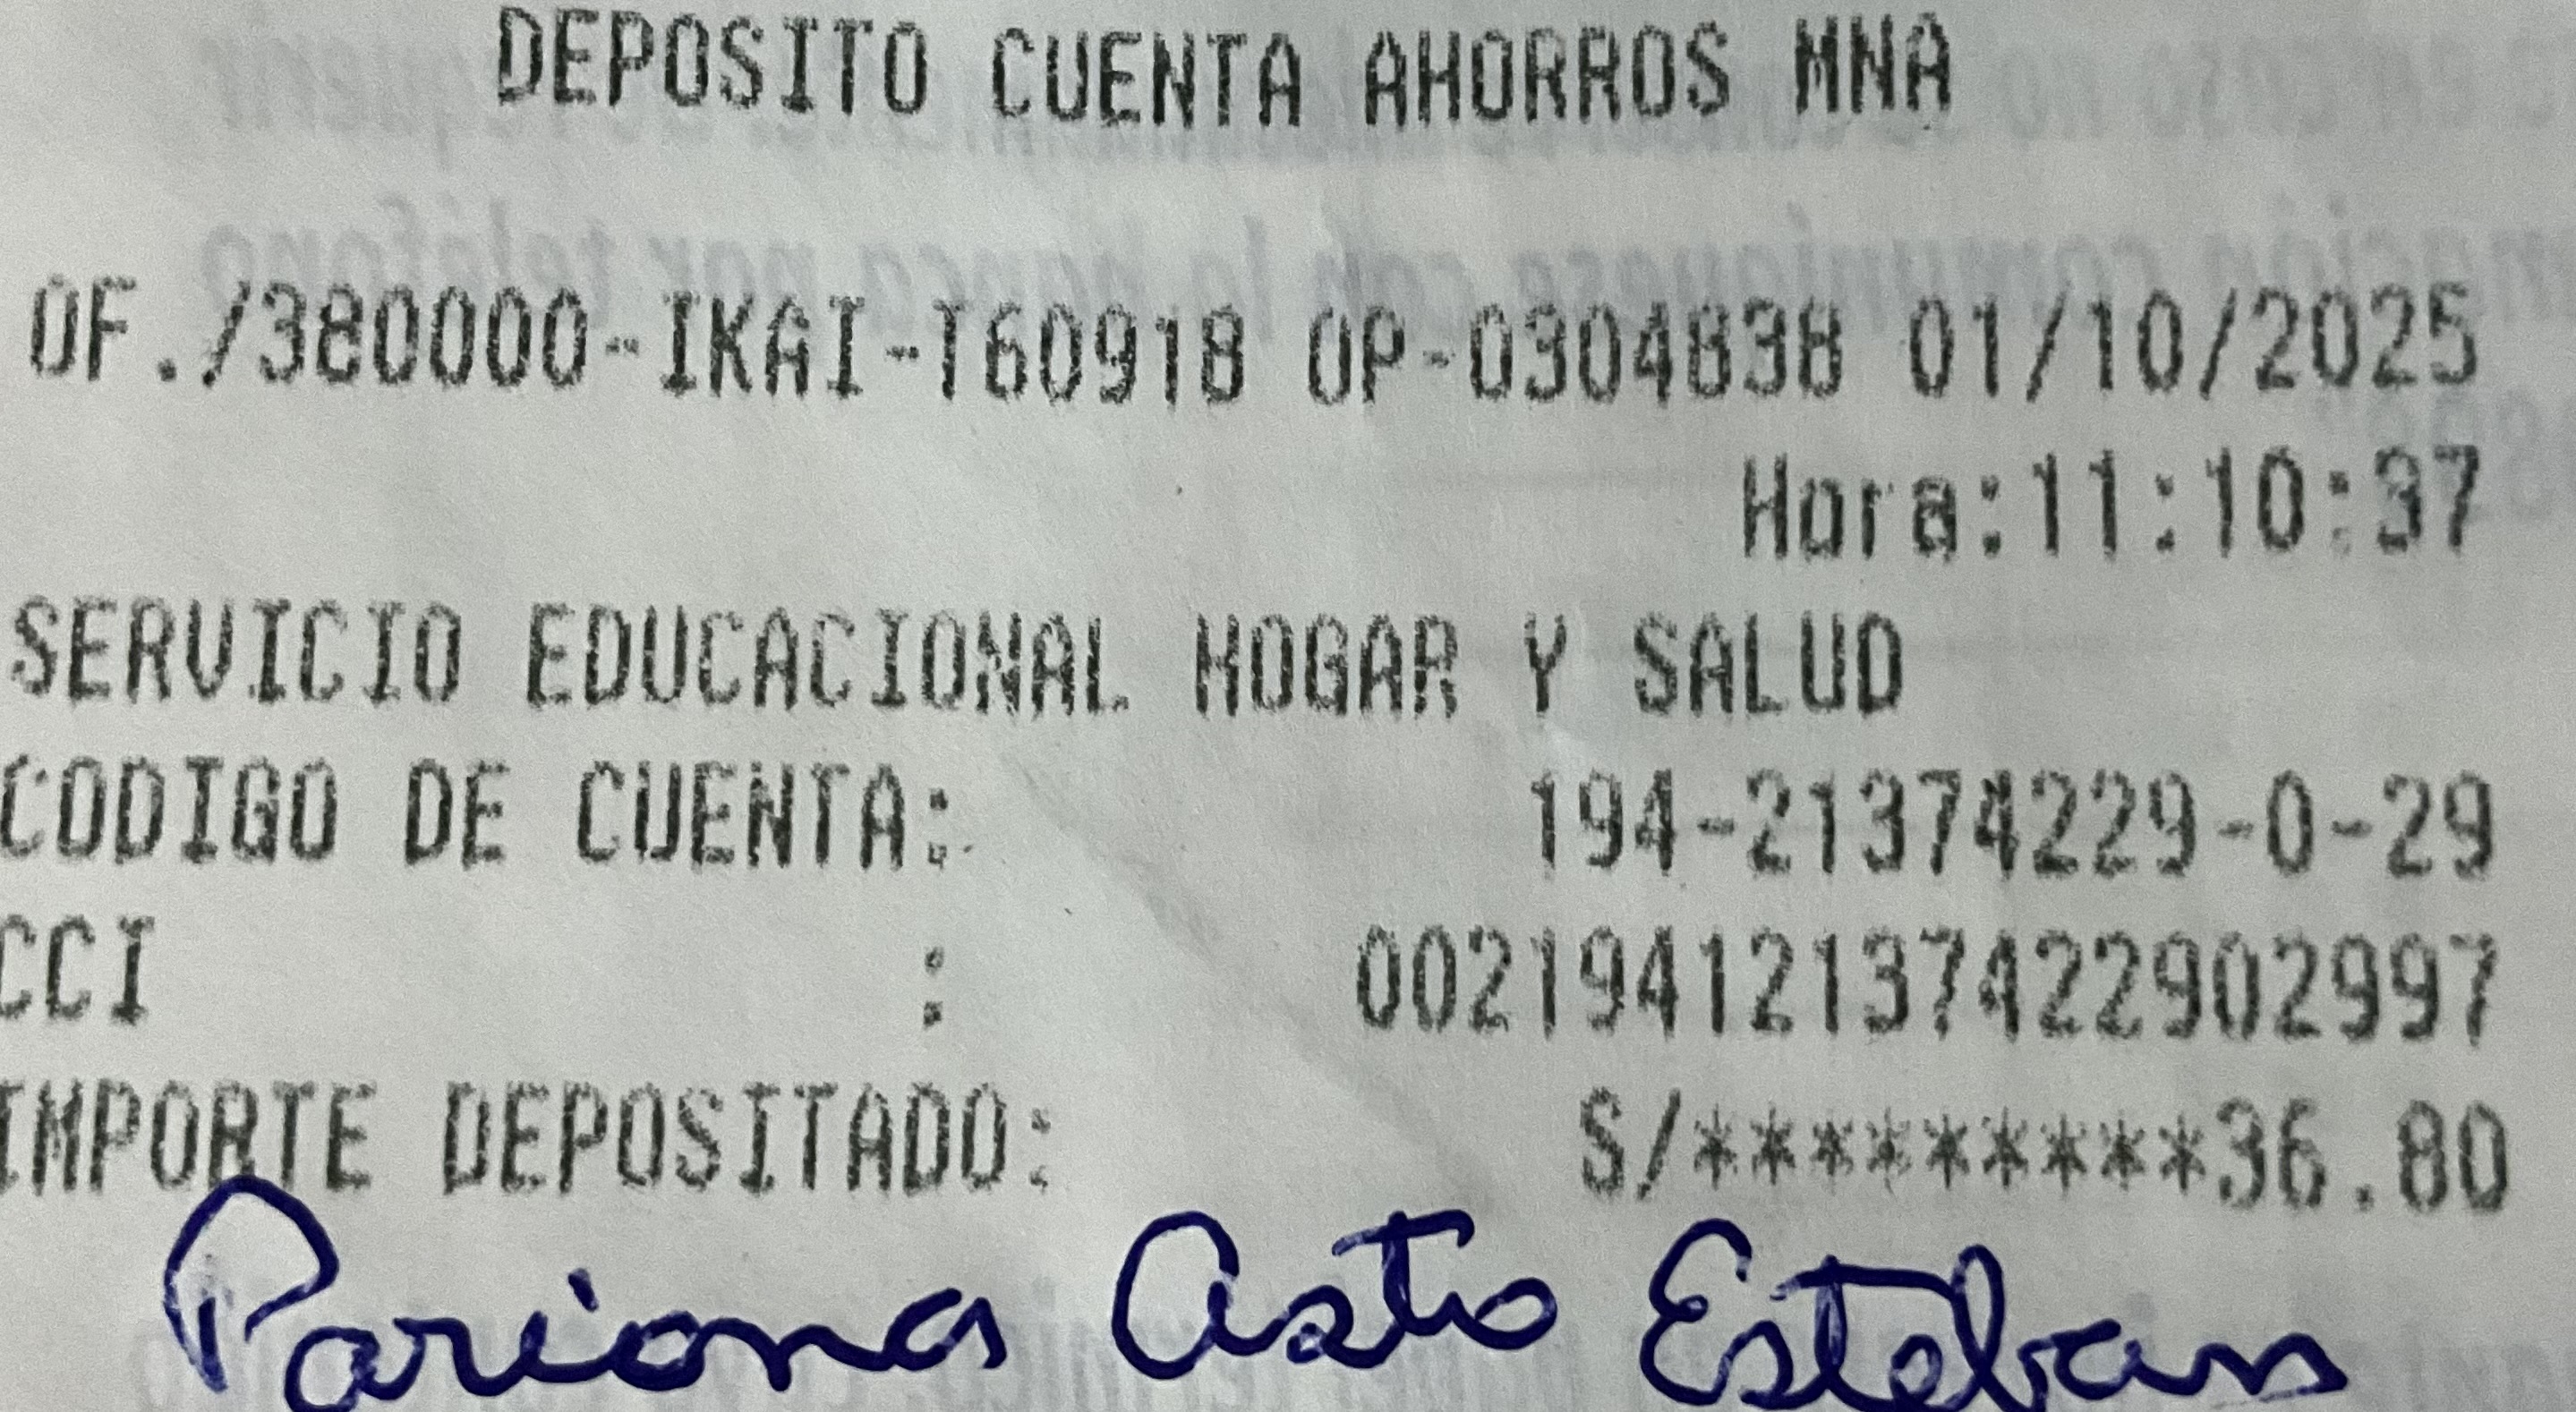 DEPOSITO CUENTA AHORROS MNA
OF./380000-IKAI-T60918 OP-0304838 01/10/2025
Hora:11:10:37
SERVICIO EDUCACIONAL HOGAR Y SALUD
CODIGO DE CUENTA: 194-21374229-0-29
CCI : 00219412137422902997
IMPORTE DEPOSITADO: S/*********36.80
Pariona Asto Esteban